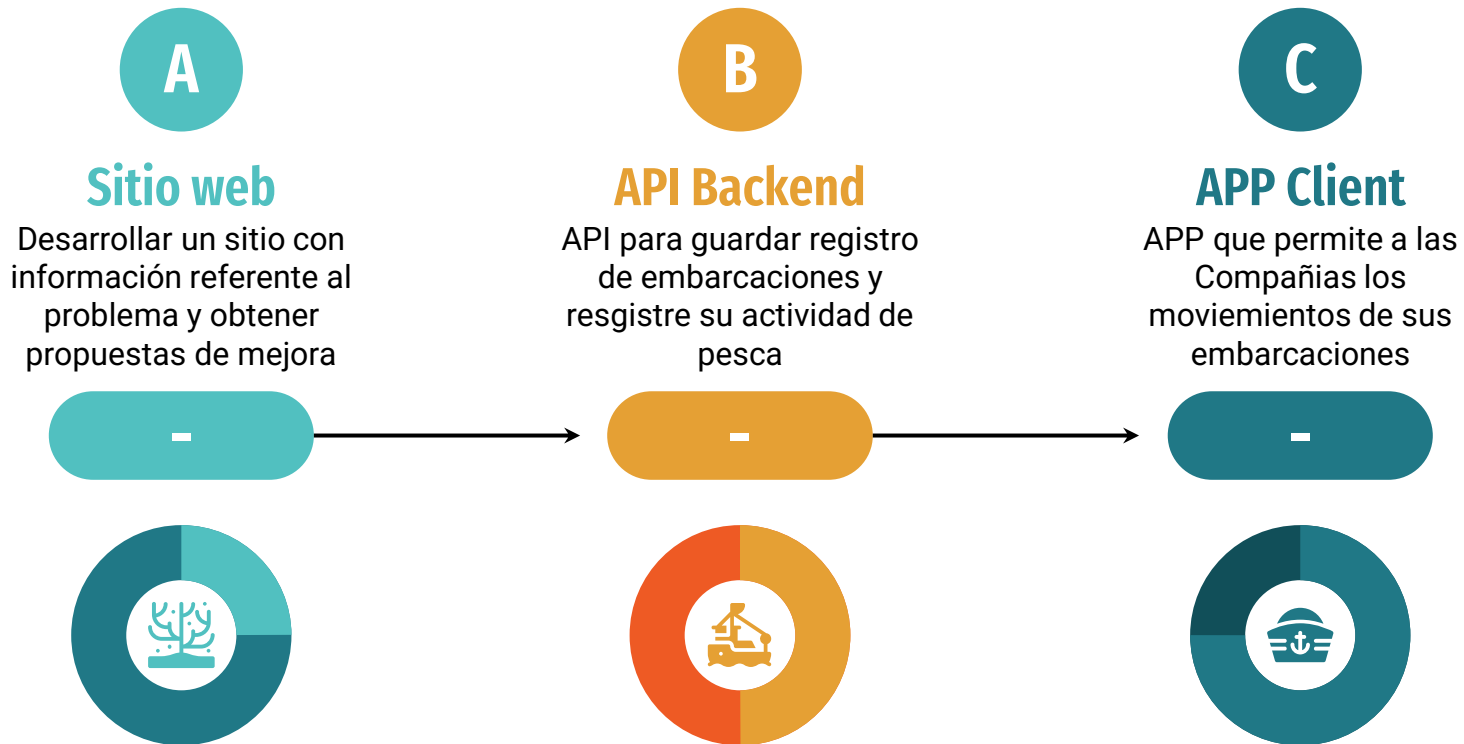 A
Sitio web
Desarrollar un sitio con
información referente al
problema y obtener
propuestas de mejora
-
B
API Backend
API para guardar registro
de embarcaciones y
resgistre su actividad de
pesca
-
C
APP Client
APP que permite a las
Compañias los
moviemientos de sus
embarcaciones
-